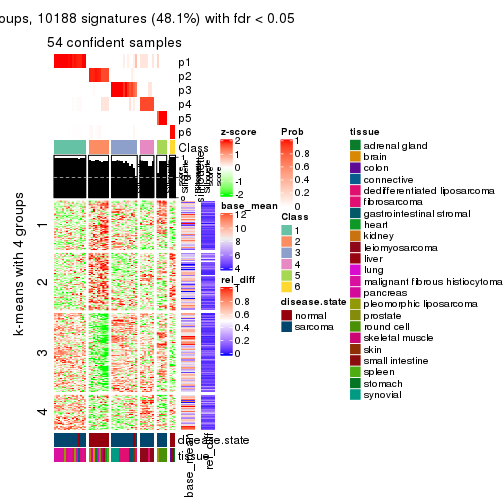 oups, 10188 signatures (48.1%) with fdr < 0.05
54 confident samples
p1
p2
p3
p4
p5
p6
Class
k-means with 4 groups
1
2
3
4
disease.state
tissue
base_mean
rel_diff
z-score
2
1
0
-1
-2
base_mean
12
10
8
6
4
rel_diff
1
0.8
0.6
0.4
0.2
0
Prob
1
0.8
0.6
0.4
0.2
0
Class
1
2
3
4
5
6
disease.state
normal
sarcoma
tissue
adrenal gland
brain
colon
connective
dedifferentiated liposarcoma
fibrosarcoma
gastrointestinal stromal
heart
kidney
leiomyosarcoma
liver
lung
malignant fibrous histiocytoma
pancreas
pleomorphic liposarcoma
prostate
round cell
skeletal muscle
skin
small intestine
spleen
stomach
synovial